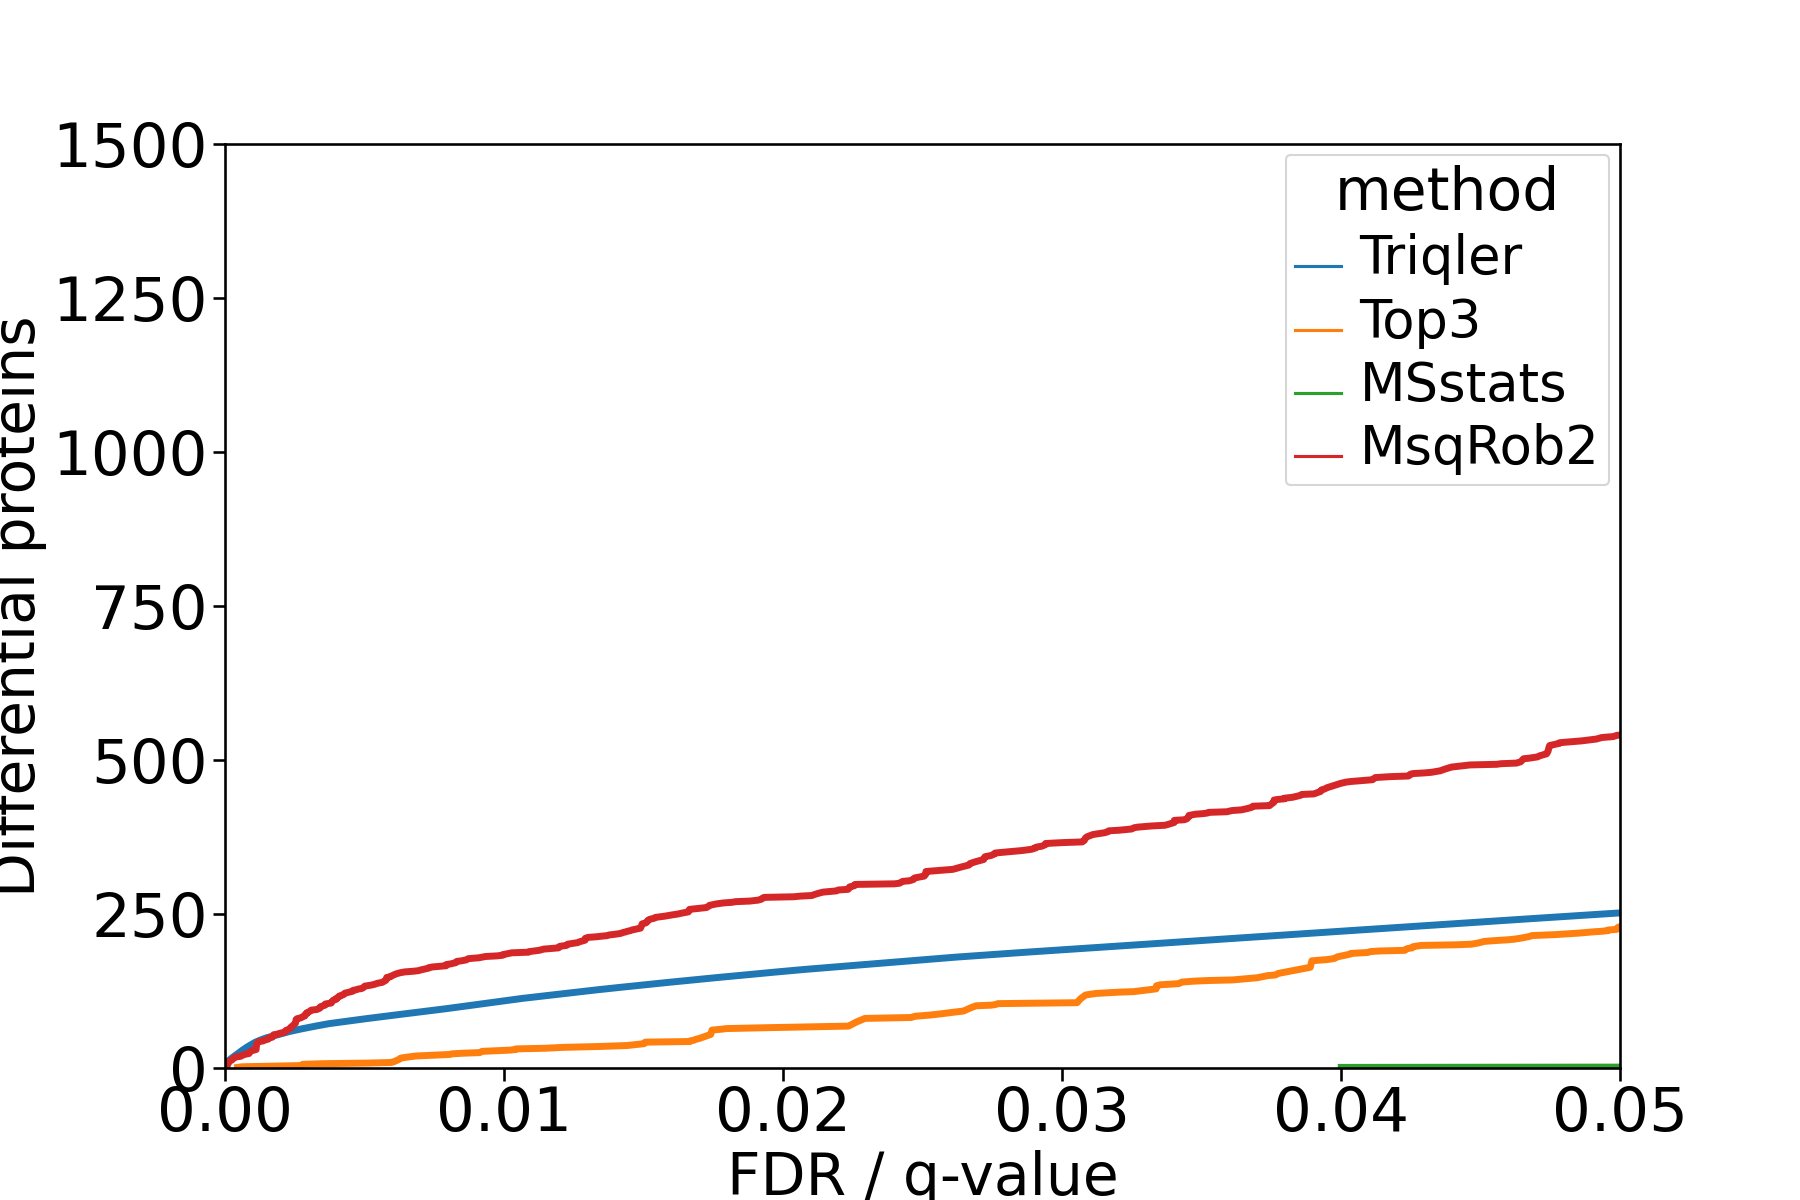 1500
1250
1000
750
500
250
0
Differential proteins
method
Triqler
Top3
MSstats
MsqRob2
0.00 0.01 0.02 0.03 0.04 0.05
FDR / q-value